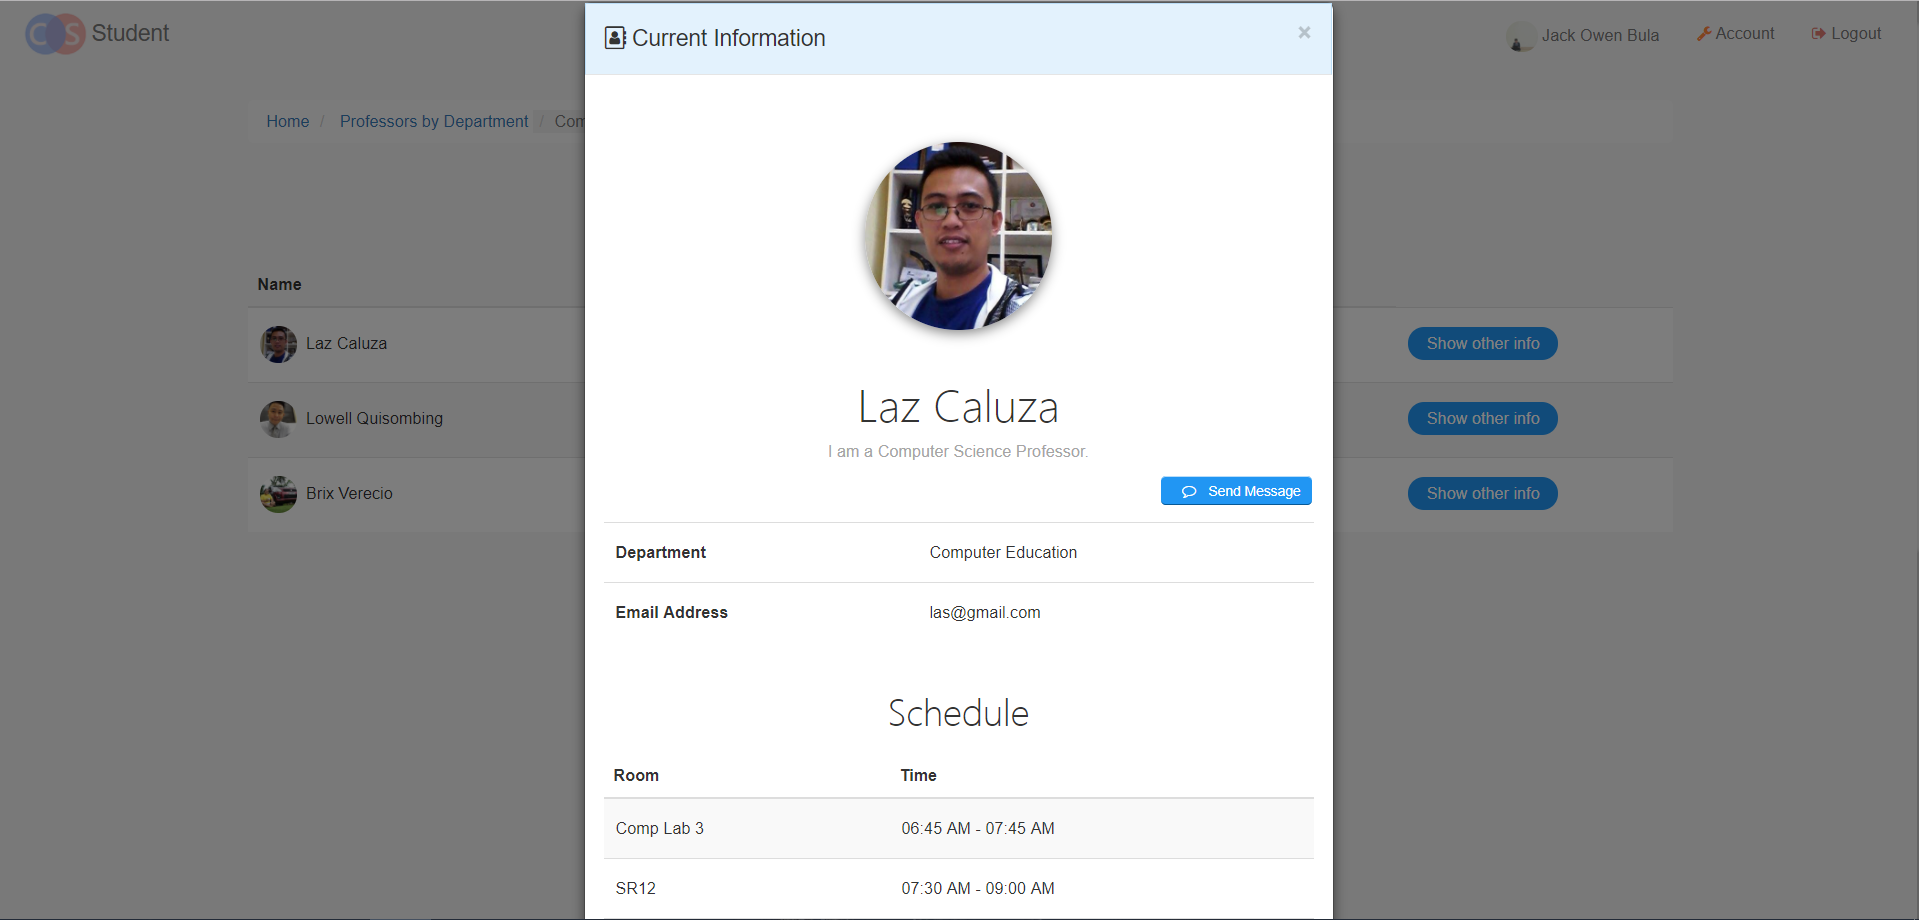 CS Student
Jack Owen Bula
Account
Logout
Home / Professors by Department / Com
Current Information ×
Laz Caluza
I am a Computer Science Professor.
Send Message
Department Computer Education
Email Address las@gmail.com
Schedule
Room Time
Comp Lab 3 06:45 AM - 07:45 AM
SR12 07:30 AM - 09:00 AM
Name
Laz Caluza Show other info
Lowell Quisombing Show other info
Brix Verecio Show other info